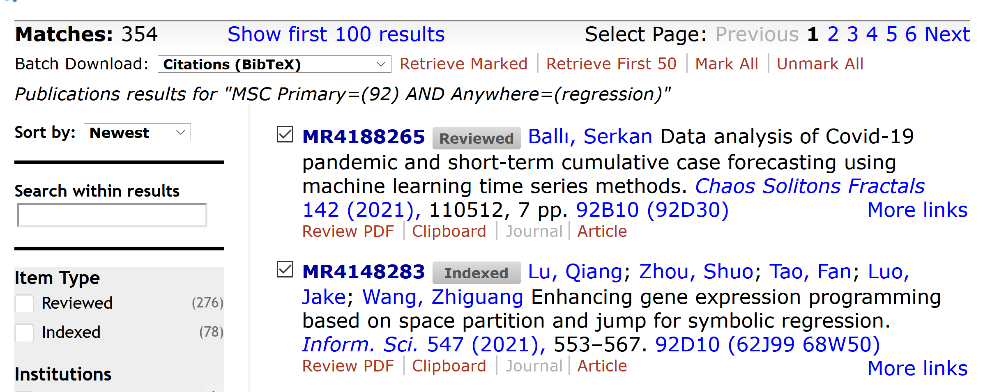 Matches: 354 Show first 100 results Select Page: Previous 1 2 3 4 5 6 Next
Batch Download: Citations (BibTeX) Retrieve Marked | Retrieve First 50 | Mark All | Unmark All
Publications results for "MSC Primary=(92) AND Anywhere=(regression)"
Sort by: Newest
Search within results
Item Type
Reviewed (276)
Indexed (78)
Institutions
MR4188265 Reviewed Ballı, Serkan Data analysis of Covid-19
pandemic and short-term cumulative case forecasting using
machine learning time series methods. Chaos Solitons Fractals
142 (2021), 110512, 7 pp. 92B10 (92D30) More links
Review PDF | Clipboard | Journal | Article
MR4148283 Indexed Lu, Qiang; Zhou, Shuo; Tao, Fan; Luo,
Jake; Wang, Zhiguang Enhancing gene expression programming
based on space partition and jump for symbolic regression.
Inform. Sci. 547 (2021), 553–567. 92D10 (62J99 68W50)
Review PDF | Clipboard | Journal | Article More links